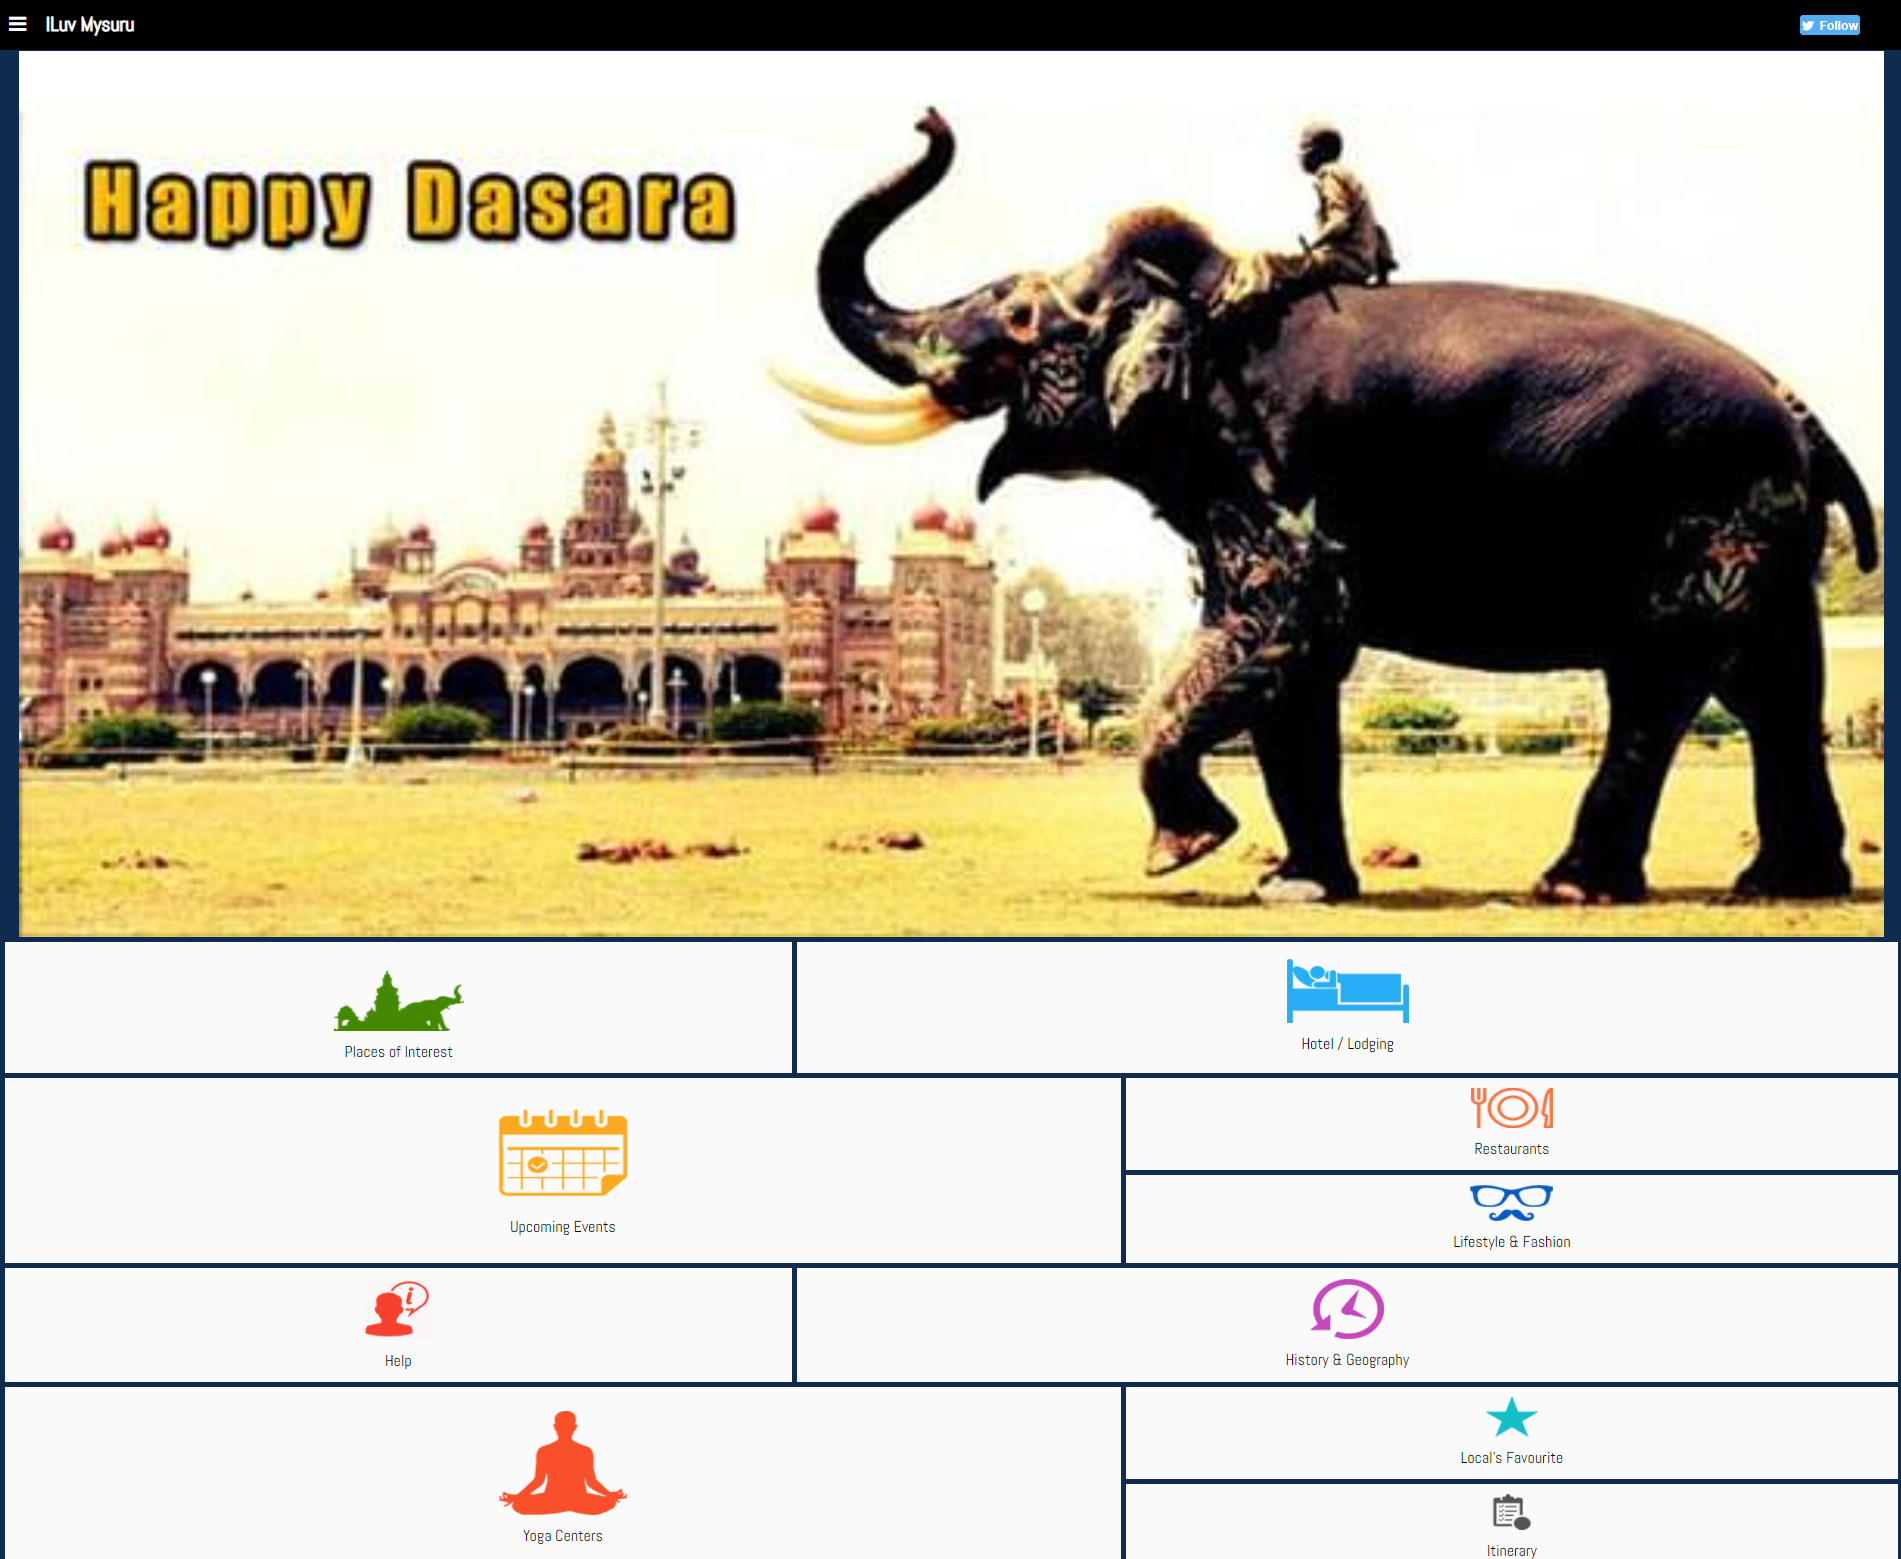 ILuv Mysuru
Follow
Happy Dasara
Places of Interest
Hotel / Lodging
Upcoming Events
Restaurants
Lifestyle & Fashion
Help
History & Geography
Yoga Centers
Local's Favourite
Itinerary